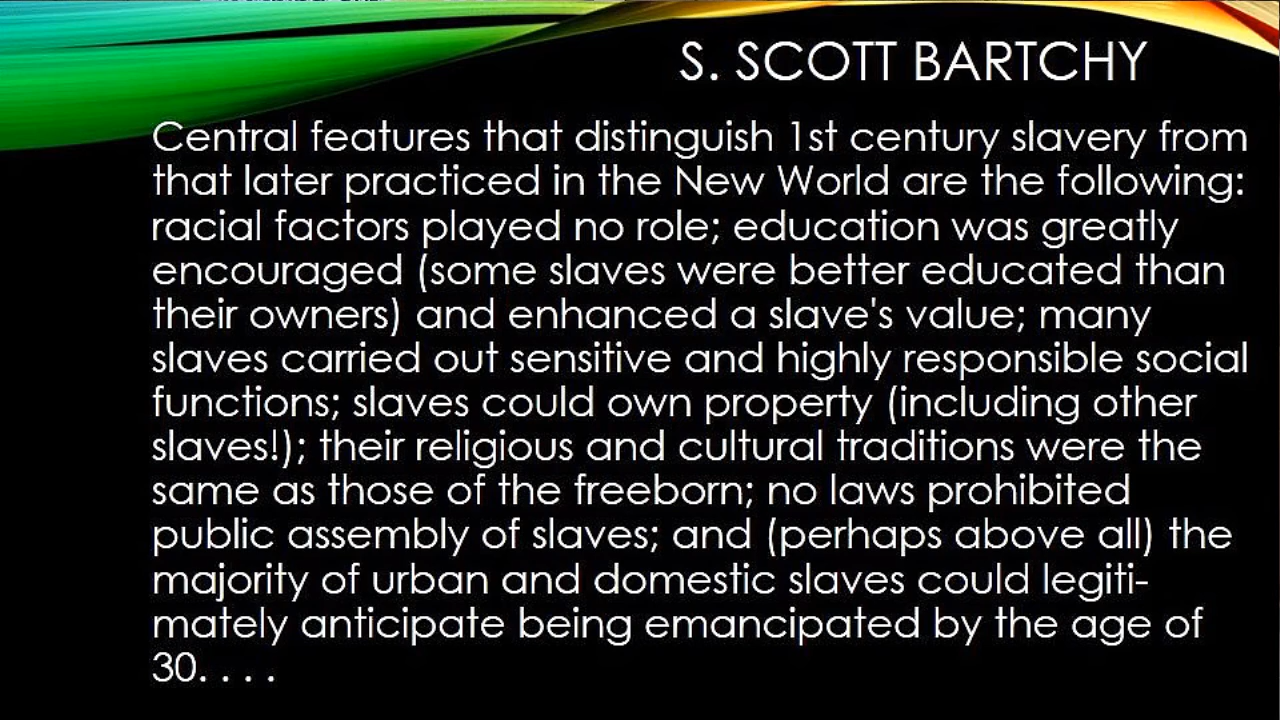 S. SCOTT BARTCHY
Central features that distinguish 1st century slavery from
that later practiced in the New World are the following:
racial factors played no role; education was greatly
encouraged (some slaves were better educated than
their owners) and enhanced a slave's value; many
slaves carried out sensitive and highly responsible social
functions; slaves could own property (including other
slaves!); their religious and cultural traditions were the
same as those of the freeborn; no laws prohibited
public assembly of slaves; and (perhaps above all) the
majority of urban and domestic slaves could legiti-
mately anticipate being emancipated by the age of
30. . . .